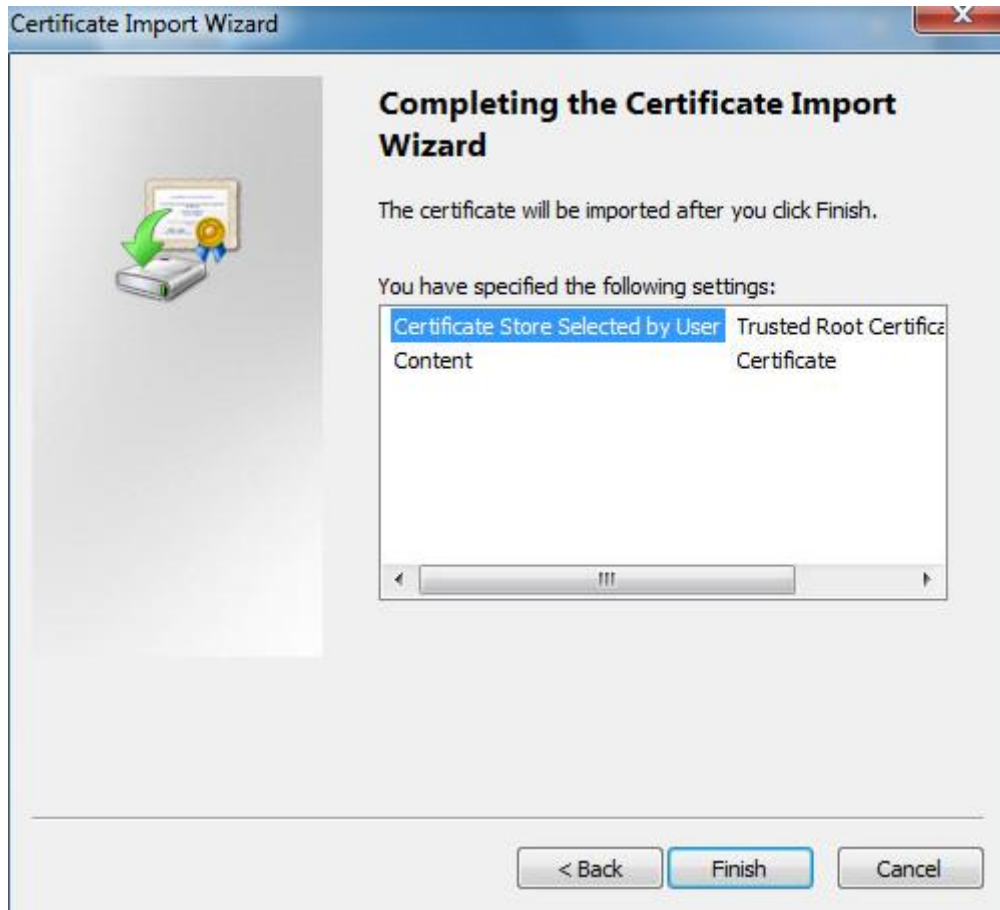 Certificate Import Wizard
X
Completing the Certificate Import
Wizard
The certificate will be imported after you click Finish.
You have specified the following settings:
Certificate Store Selected by User Trusted Root Certifica
Content Certificate
< Back Finish Cancel